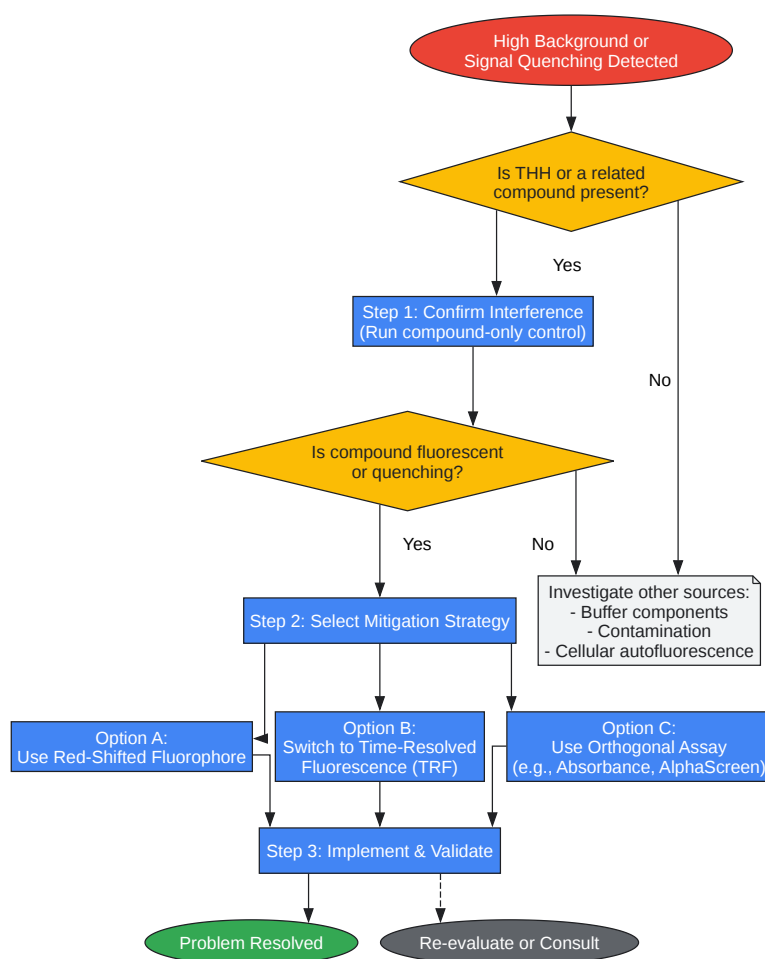 High Background or
Signal Quenching Detected
Is THH or a related
compound present?
Yes
Step 1: Confirm Interference
(Run compound-only control)
No
Is compound fluorescent
or quenching?
Yes
No
Investigate other sources:
- Buffer components
- Contamination
- Cellular autofluorescence
Step 2: Select Mitigation Strategy
Option A:
Use Red-Shifted Fluorophore
Option B:
Switch to Time-Resolved
Fluorescence (TRF)
Option C:
Use Orthogonal Assay
(e.g., Absorbance, AlphaScreen)
Step 3: Implement & Validate
Problem Resolved
Re-evaluate or Consult